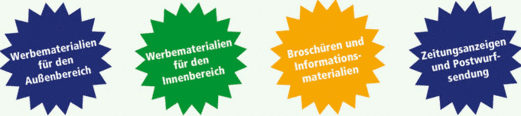 Werbematerialien
für den
Außenbereich
Werbematerialien
für den
Innenbereich
Broschüren und
Informations-
materialien
Zeitungsanzeigen
und Postwurf-
sendung